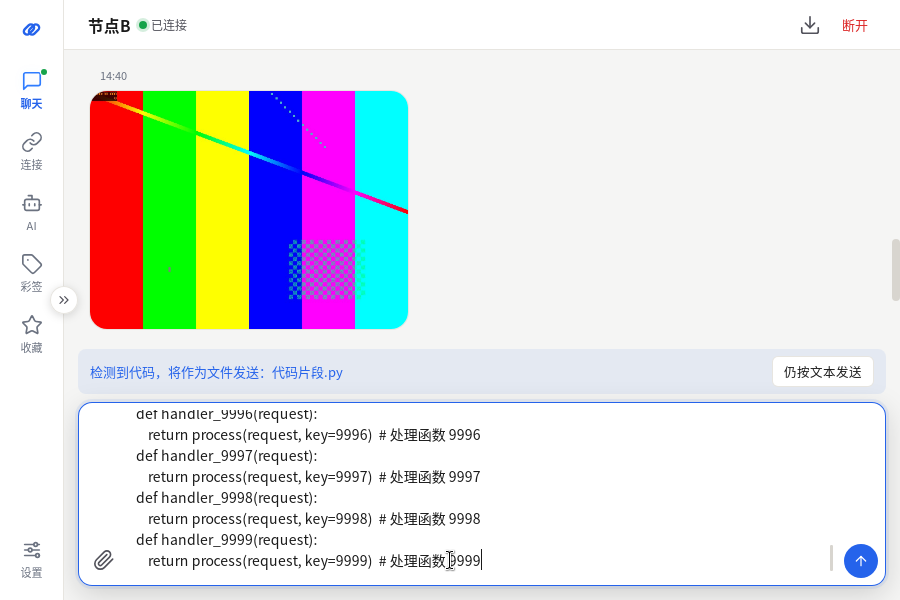 节点B
已连接
断开
聊天
连接
AI
彩签
收藏
设置
14:40
检测到代码，将作为文件发送：代码片段.py
仍按文本发送
def handler_9996(request):
return process(request, key=9996)  # 处理函数 9996
def handler_9997(request):
return process(request, key=9997)  # 处理函数 9997
def handler_9998(request):
return process(request, key=9998)  # 处理函数 9998
def handler_9999(request):
return process(request, key=9999)  # 处理函数 9999